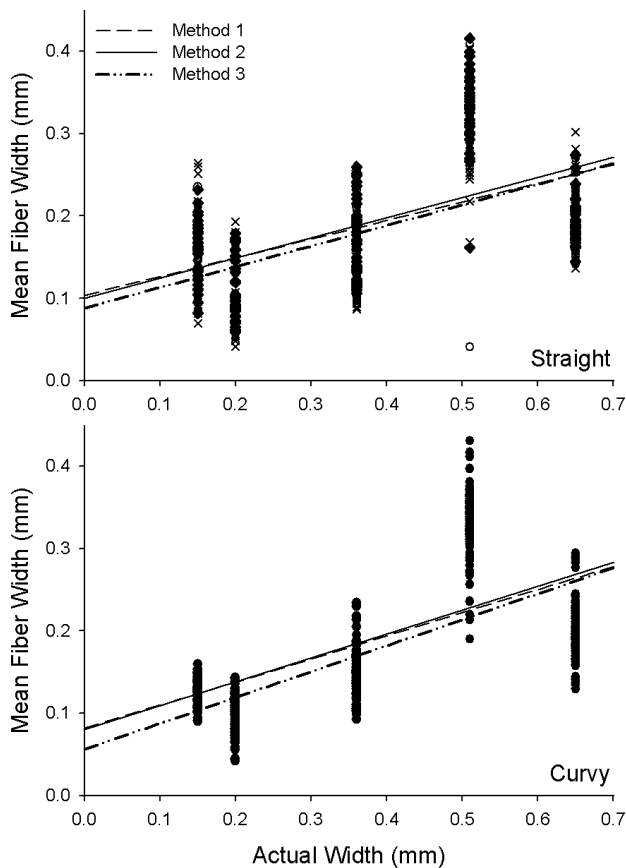 Method 1
Method 2
Method 3
0.4
0.3
0.2
0.1
0.0
Mean Fiber Width (mm)
Straight
0.0 0.1 0.2 0.3 0.4 0.5 0.6 0.7
0.4
0.3
0.2
0.1
0.0
Mean Fiber Width (mm)
Curvy
0.0 0.1 0.2 0.3 0.4 0.5 0.6 0.7
Actual Width (mm)